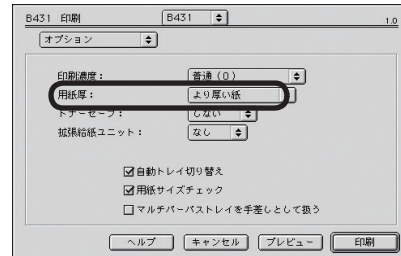 B431 印刷 B431 1.0
オプション
印刷濃度： 普通 (0)
用紙厚： より厚い紙
トナーセーブ： しない
拡張給紙ユニット： なし
自動トレイ切り替え
用紙サイズチェック
マルチパーパストレイを手差しとして扱う
ヘルプ キャンセル プレビュー 印刷